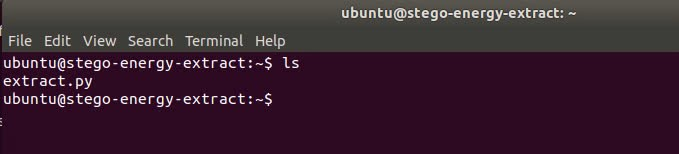 ubuntu@stego-energy-extract: ~
File Edit View Search Terminal Help
ubuntu@stego-energy-extract:~$ ls
extract.py
ubuntu@stego-energy-extract:~$